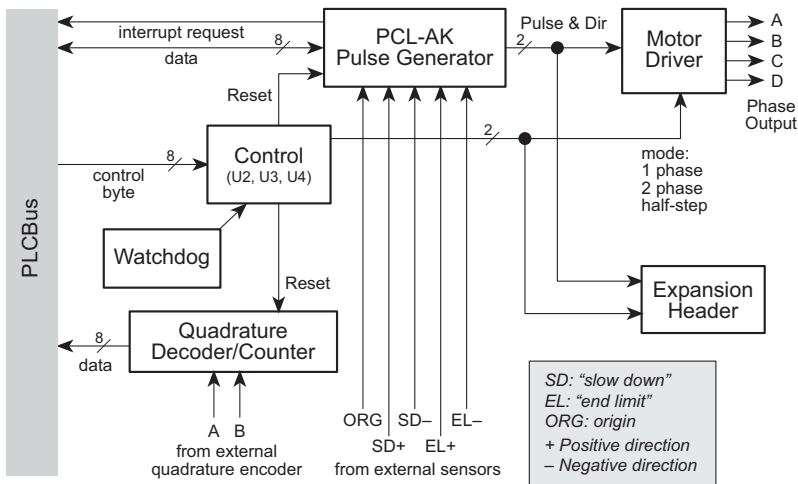 PLCBus
interrupt request
8
data
PCL-AK
Pulse Generator
2
Pulse & Dir
Motor
Driver
A
B
C
D
Phase
Output
Reset
8
control
byte
Control
(U2, U3, U4)
2
mode:
1 phase
2 phase
half-step
Watchdog
Reset
Expansion
Header
8
data
Quadrature
Decoder/Counter
A B
from external
quadrature encoder
ORG SD– EL–
SD+ EL+
from external sensors
SD: “slow down”
EL: “end limit”
ORG: origin
+ Positive direction
– Negative direction